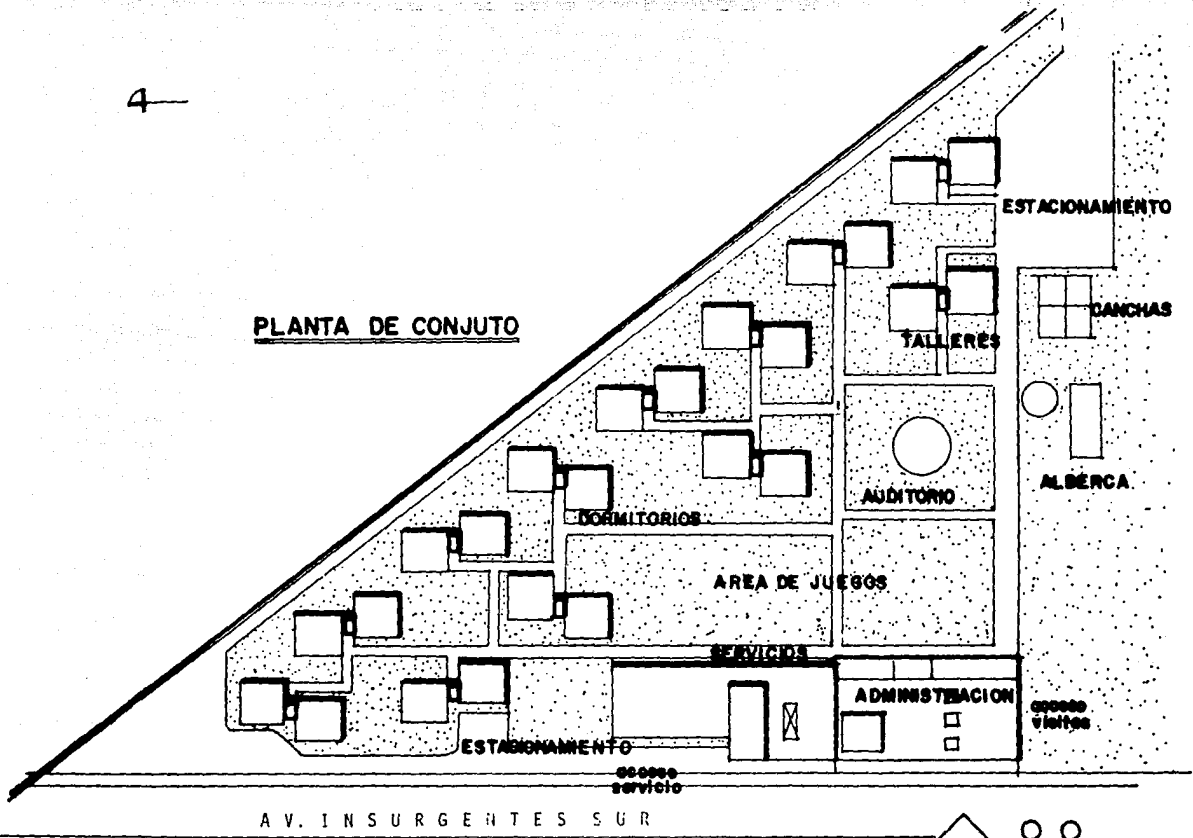 4
ESTACIONAMIENTO
PLANTA DE CONJUTO
CANCHAS
TALLERES
ALBERCA
AUDITORIO
DORMITORIOS
AREA DE JUEGOS
SERVICIOS
ADMINISTRACION
acceso
visitas
ESTACIONAMIENTO
acceso
servicio
AV. INSURGENTES SUR